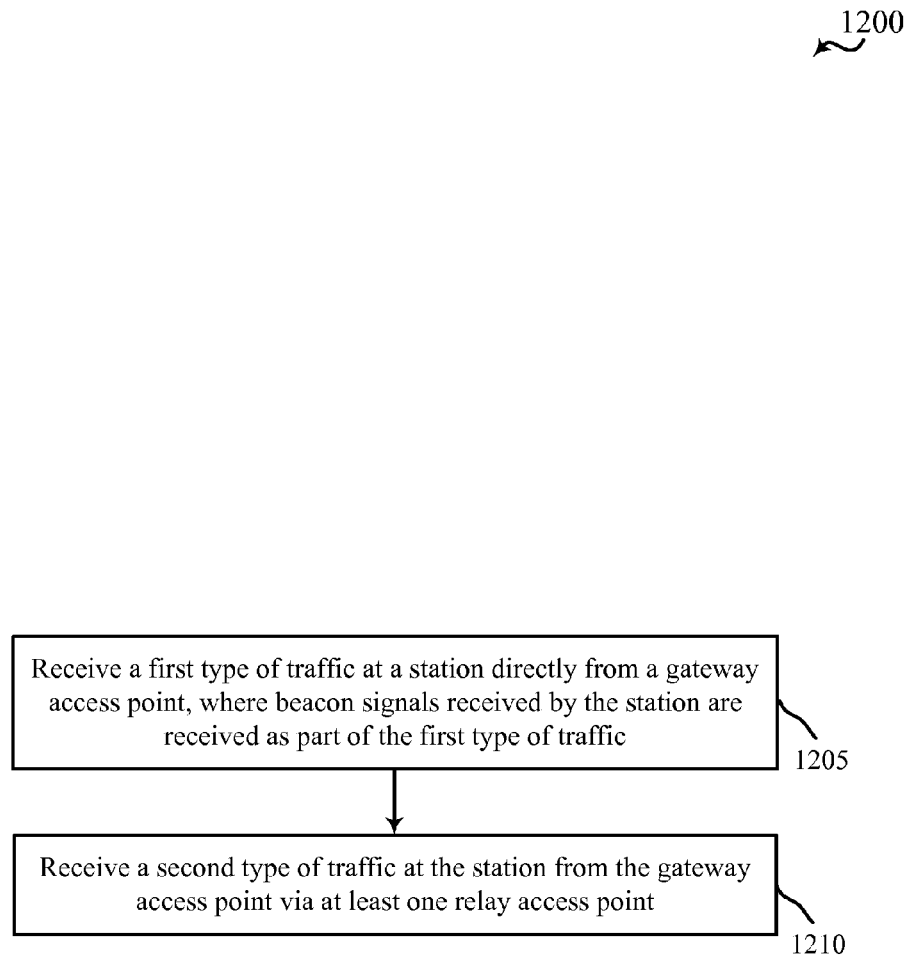 1200
Receive a first type of traffic at a station directly from a gateway
access point, where beacon signals received by the station are
received as part of the first type of traffic
1205
Receive a second type of traffic at the station from the gateway
access point via at least one relay access point
1210